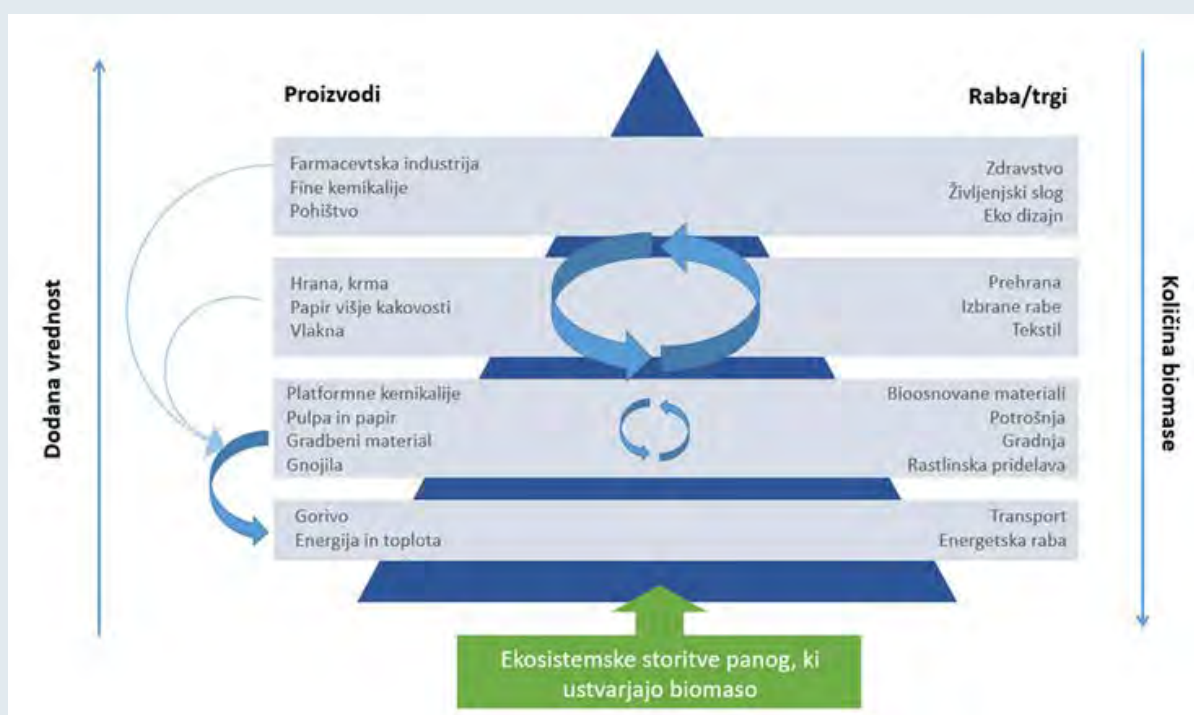 Proizvodi
Raba/trgi
Farmacevtska industrija
Fine kemikalije
Pohištvo
Zdravstvo
Življenjski slog
Eko dizajn
Hrana, krma
Papir višje kakovosti
Vlakna
Prehrana
Izbrane rabe
Tekstil
Platformne kemikalije
Pulpa in papir
Gradbeni material
Gnojila
Bioosnovane materiali
Potrošnja
Gradnja
Rastlinska pridelava
Gorivo
Energija in toplota
Transport
Energetska raba
Dodana vrednost
Količina biomase
Ekosistemske storitve panog, ki
ustvarjajo biomaso